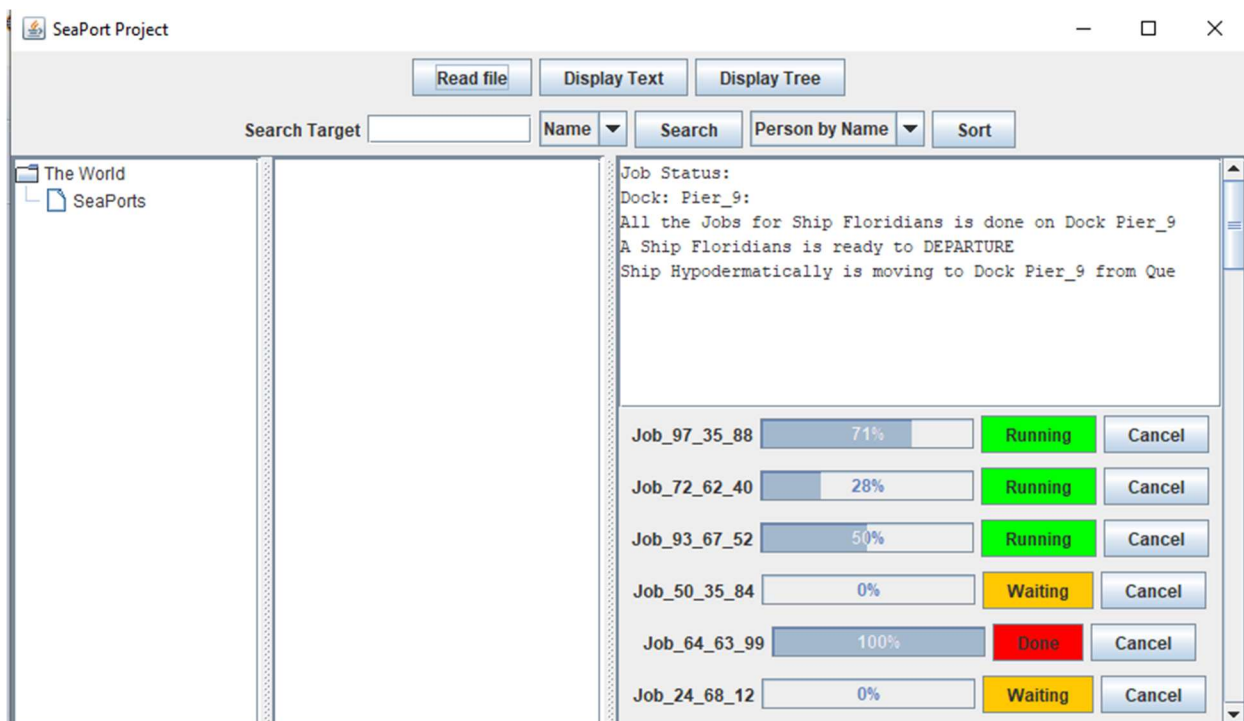 SeaPort Project
Read file Display Text Display Tree
Search Target Name Search Person by Name Sort
The World
SeaPorts
Job Status:
Dock: Pier_9:
All the Jobs for Ship Floridians is done on Dock Pier_9
A Ship Floridians is ready to DEPARTURE
Ship Hypodermatically is moving to Dock Pier_9 from Que
Job_97_35_88 71% Running Cancel
Job_72_62_40 28% Running Cancel
Job_93_67_52 50% Running Cancel
Job_50_35_84 0% Waiting Cancel
Job_64_63_99 100% Done Cancel
Job_24_68_12 0% Waiting Cancel